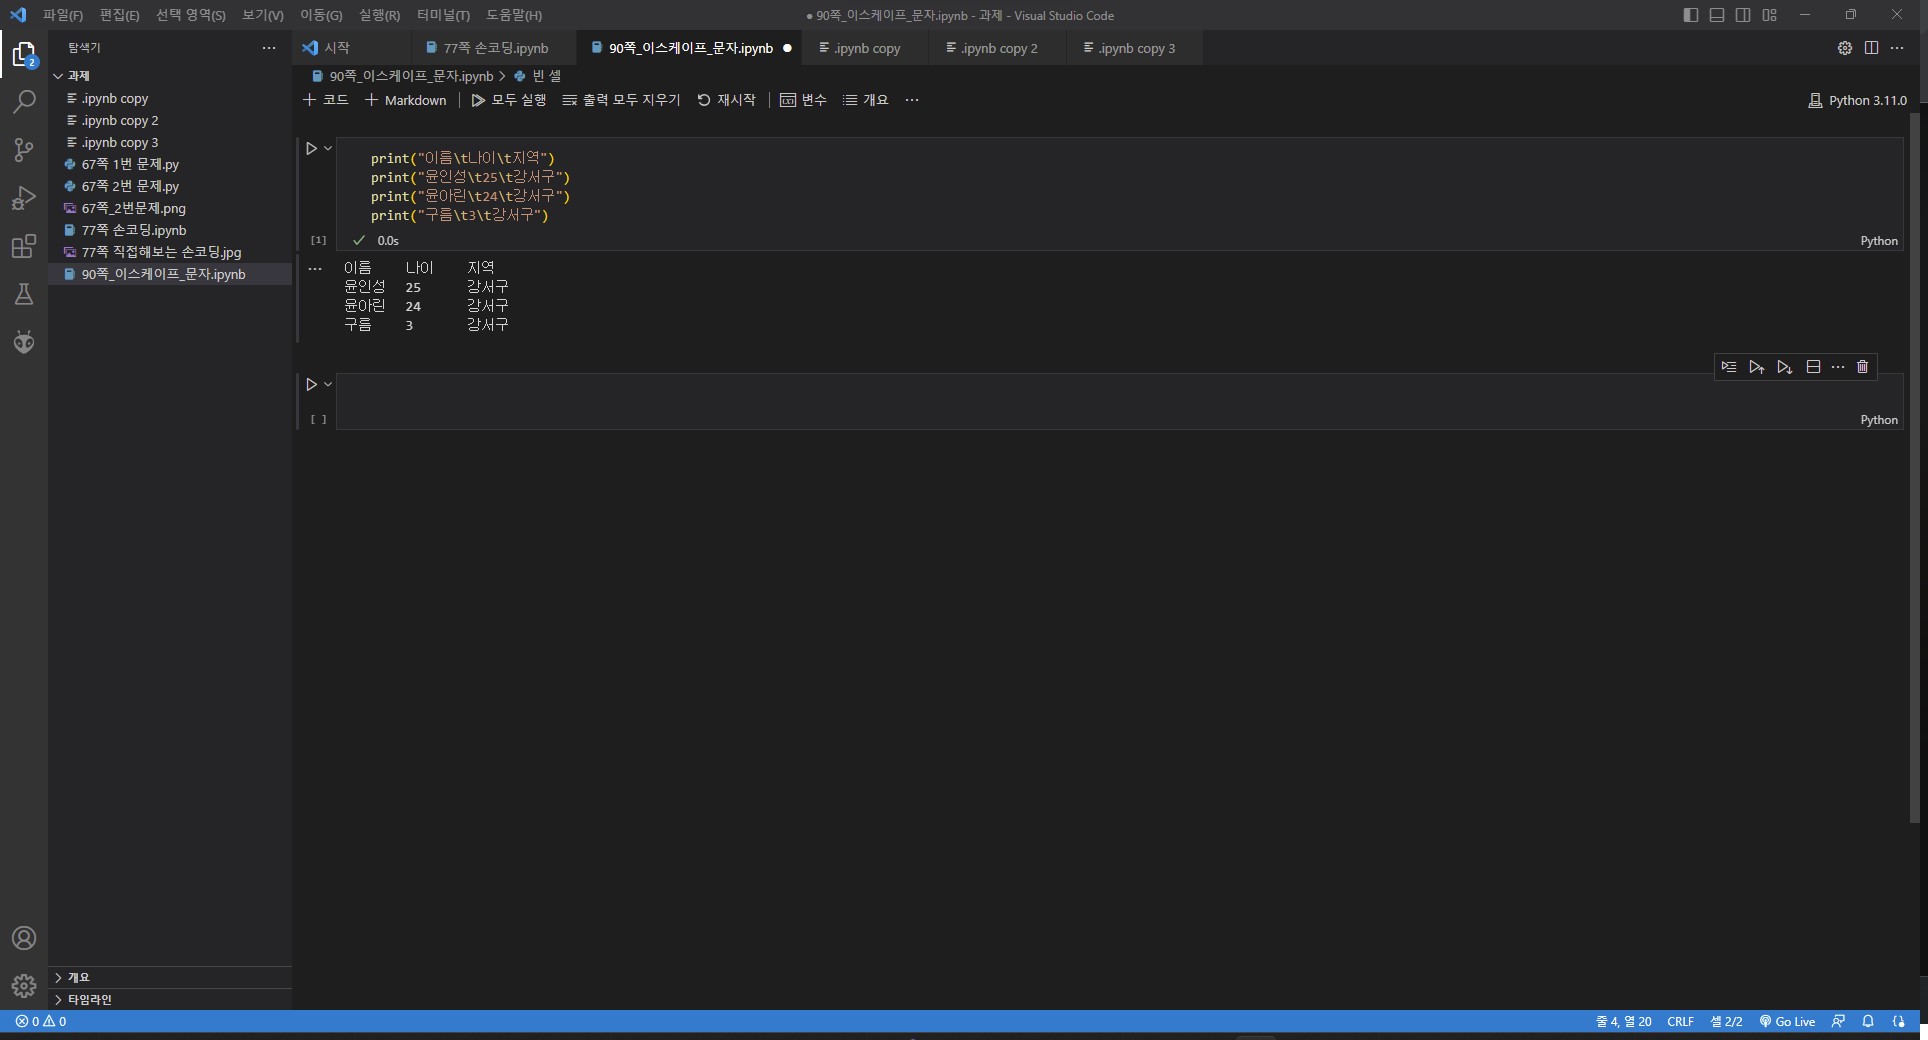 파일(F) 편집(E) 선택 영역(S) 보기(V) 이동(G) 실행(R) 터미널(T) 도움말(H)
● 90쪽_이스케이프_문자.ipynb - 과제 - Visual Studio Code
탐색기
시작
77쪽 손코딩.ipynb
90쪽_이스케이프_문자.ipynb ●
.ipynb copy
.ipynb copy 2
.ipynb copy 3
2
과제
.ipynb copy
.ipynb copy 2
.ipynb copy 3
67쪽 1번 문제.py
67쪽 2번 문제.py
67쪽_2번문제.png
77쪽 손코딩.ipynb
77쪽 직접해보는 손코딩.jpg
90쪽_이스케이프_문자.ipynb
개요
타임라인
90쪽_이스케이프_문자.ipynb > 빈 셀
+ 코드 + Markdown 모두 실행 출력 모두 지우기 재시작 변수 개요 ···
Python 3.11.0
print("이름\t나이\t지역")
print("윤인성\t25\t강서구")
print("윤아린\t24\t강서구")
print("구름\t3\t강서구")
[1] ✓ 0.0s
Python
이름 나이 지역
윤인성 25 강서구
윤아린 24 강서구
구름 3 강서구
[ ]
Python
0 0
줄 4, 열 20 CRLF 셀 2/2 Go Live